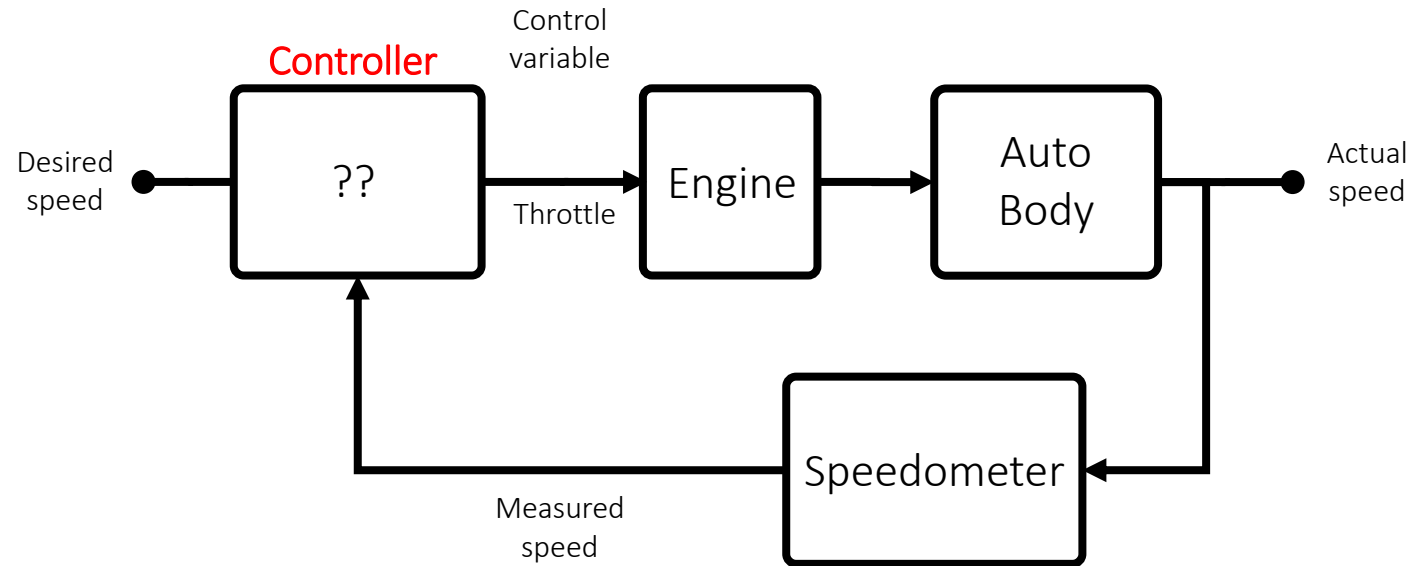 Control
variable
Controller
Desired
speed
??
Throttle
Engine
Auto
Body
Actual
speed
Speedometer
Measured
speed